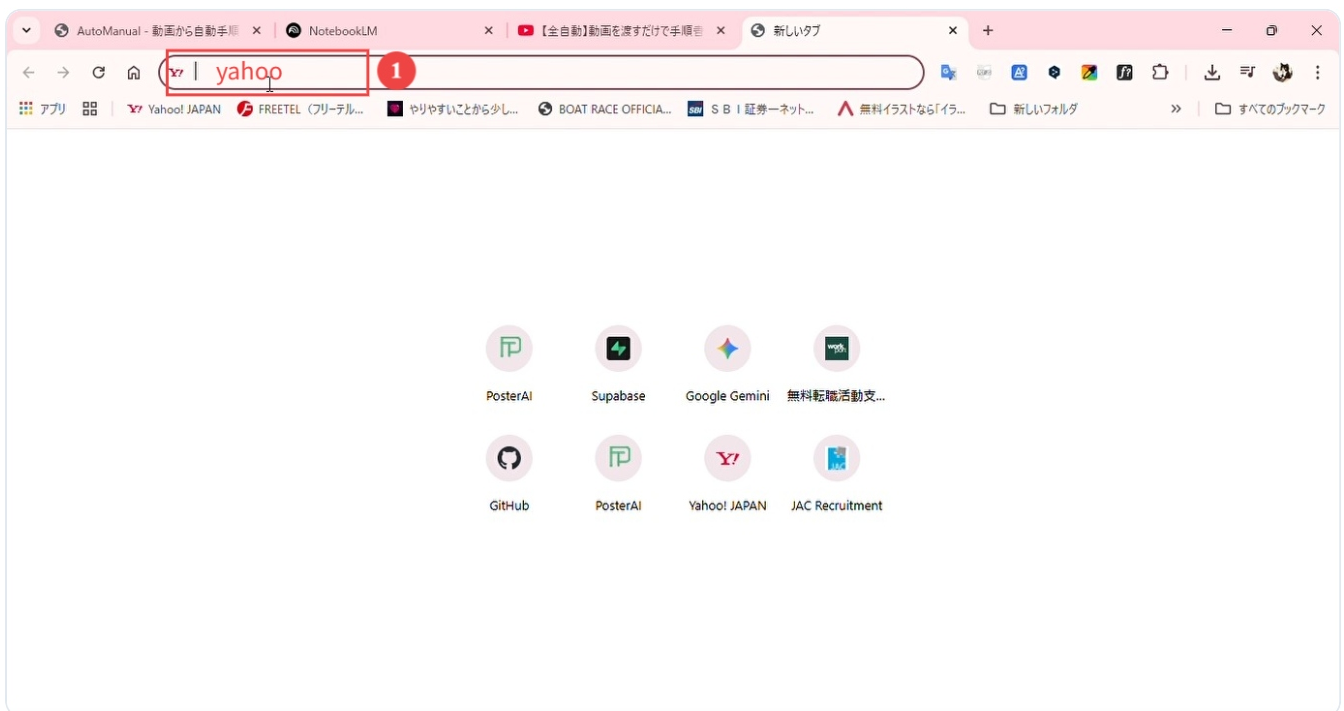 AutoManual - 動画から自動手順
NotebookLM
【全自動】動画を渡すだけで手順書
新しいタブ
Y! yahoo
1
アプリ
Y! Yahoo! JAPAN
FREETEL（フリーテル...
やりやすいことから少し...
BOAT RACE OFFICIA...
SBI ＳＢＩ証券ーネット...
無料イラストなら「イラ...
新しいフォルダ
»
すべてのブックマーク
PosterAI
Supabase
Google Gemini
無料転職活動支...
GitHub
PosterAI
Y!
Yahoo! JAPAN
JAC
JAC Recruitment